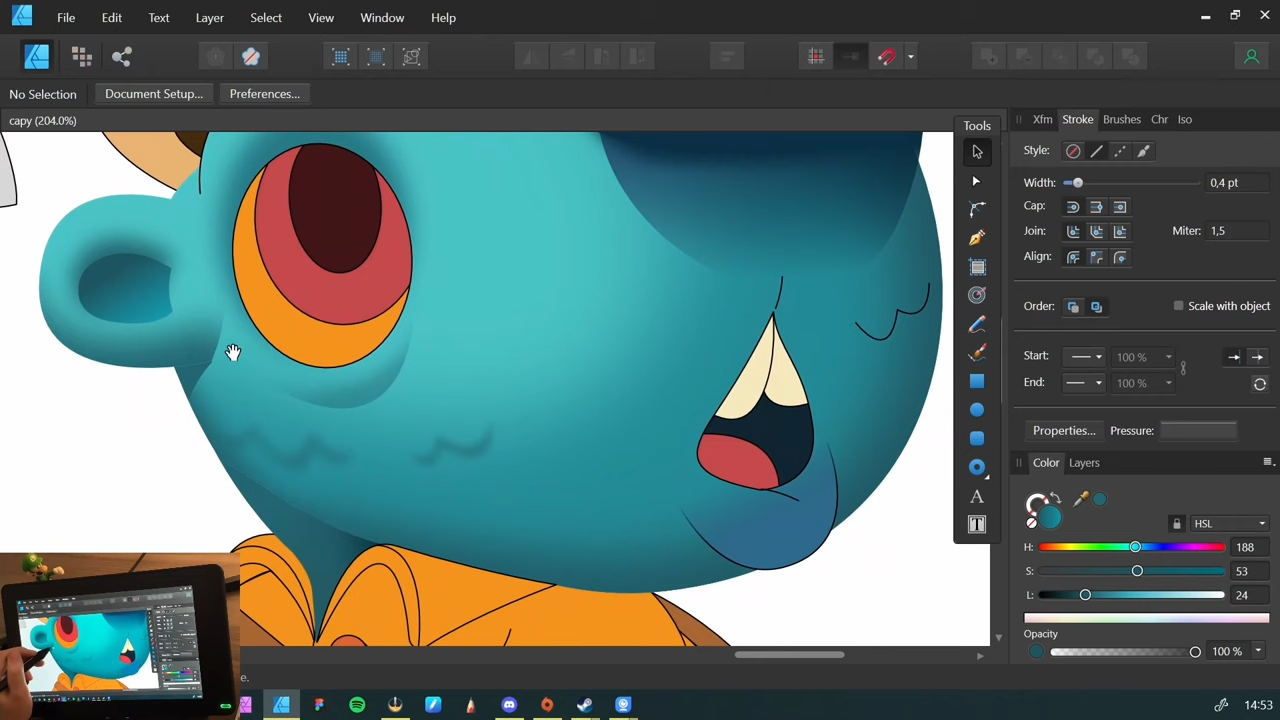 File Edit Text Layer Select View Window Help
No Selection Document Setup... Preferences...
capy (204.0%)
Tools
Xfm Stroke Brushes Chr Iso
Style:
Width: 0,4 pt
Cap:
Join: Miter: 1,5
Align:
Order: Scale with object
Start: 100 %
End: 100 %
Properties... Pressure:
Color Layers
HSL
H: 188
S: 53
L: 24
Opacity
100 %
A
T
e.
14:53